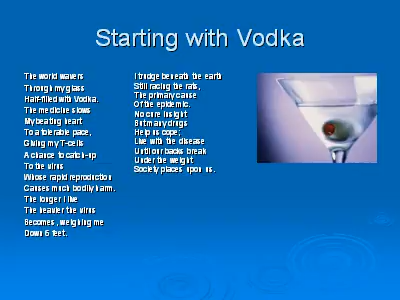 Starting with Vodka
The world wavers
Through my glass
Half-filled with Vodka.
The medicine slows
My beating heart
To a tolerable pace,
Giving my T-cells
A chance to catch-up
To the virus
Whose rapid reproduction
Causes much bodily harm.
The longer I live
The heavier the virus
Becomes, weighing me
Down 6 feet.
I trudge beneath the earth
Still racing the rats,
The primary cause
Of the epidemic.
No cure in sight
But many drugs
Help us cope;
Live with the disease
Until our backs break
Under the weight
Society places upon us.